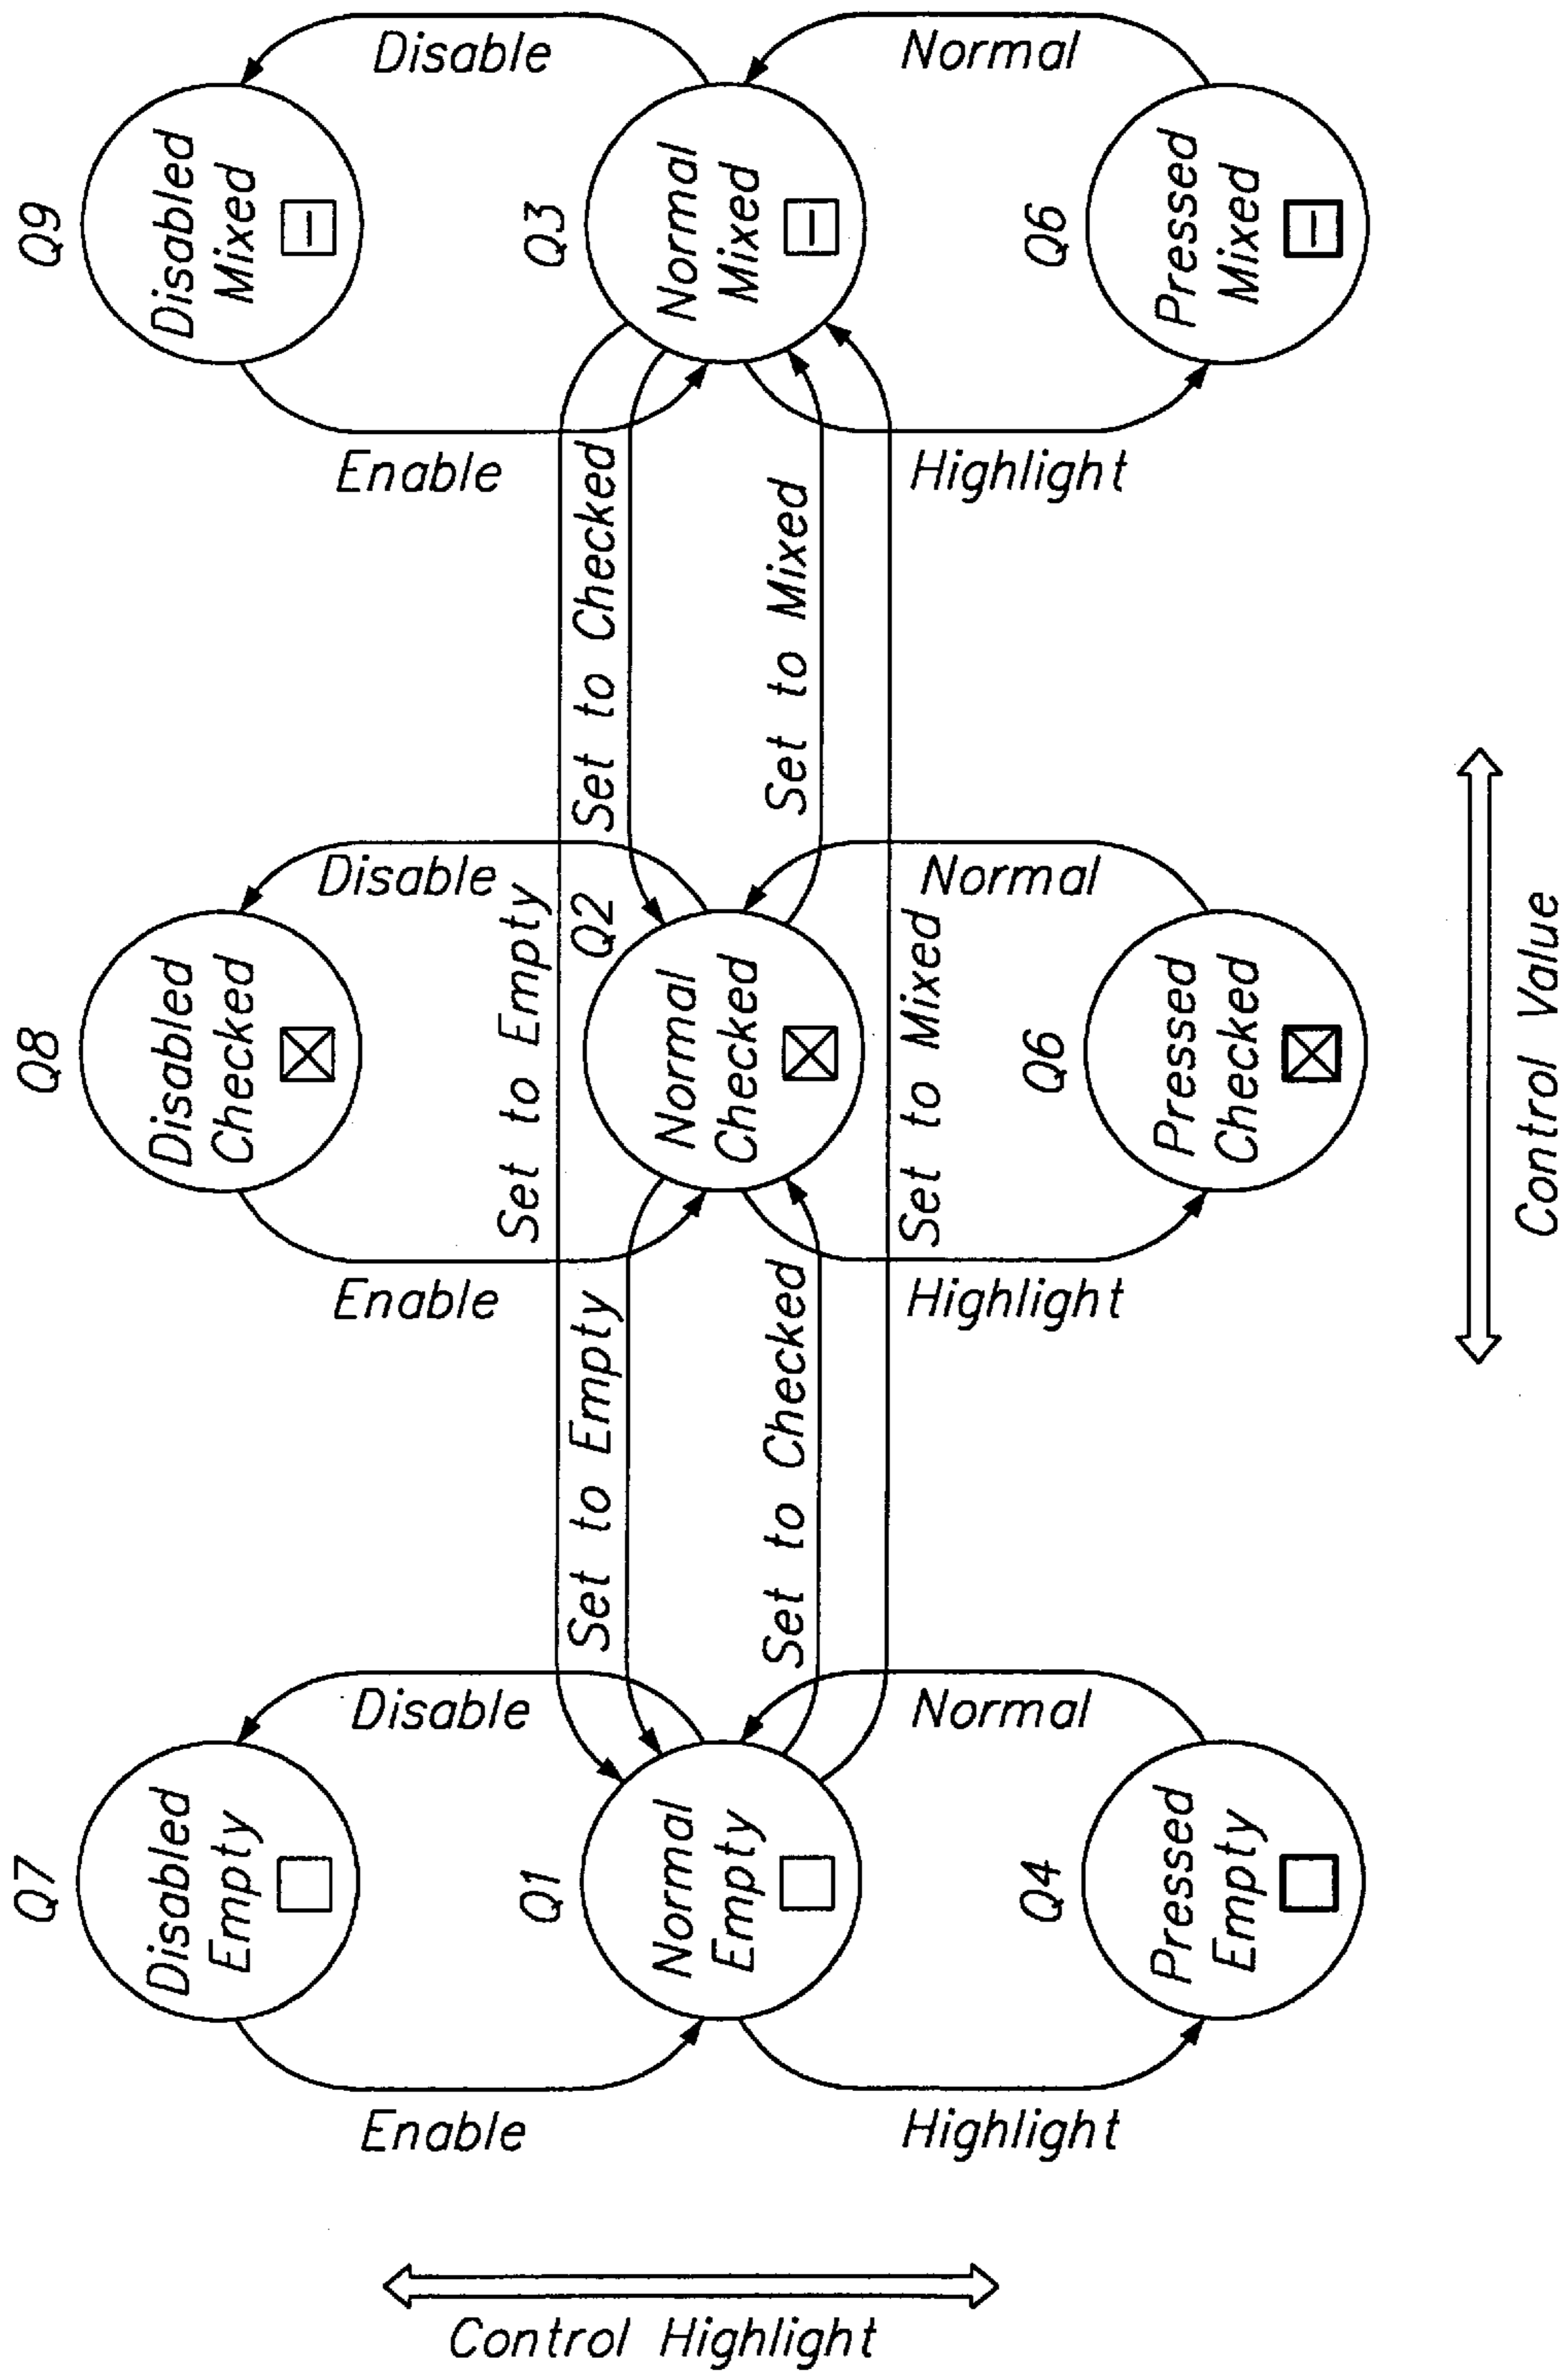 Q7
Disabled
Empty
Q8
Disabled
Checked
Q9
Disabled
Mixed
Enable
Disable
Enable
Disable
Enable
Disable
Set to Empty
Set to Empty
Set to Checked
Q1
Normal
Empty
Q2
Normal
Checked
Q3
Normal
Mixed
Set to Checked
Set to Mixed
Set to Mixed
Highlight
Normal
Highlight
Normal
Highlight
Normal
Q4
Pressed
Empty
Q6
Pressed
Checked
Q6
Pressed
Mixed
Control Highlight
Control Value